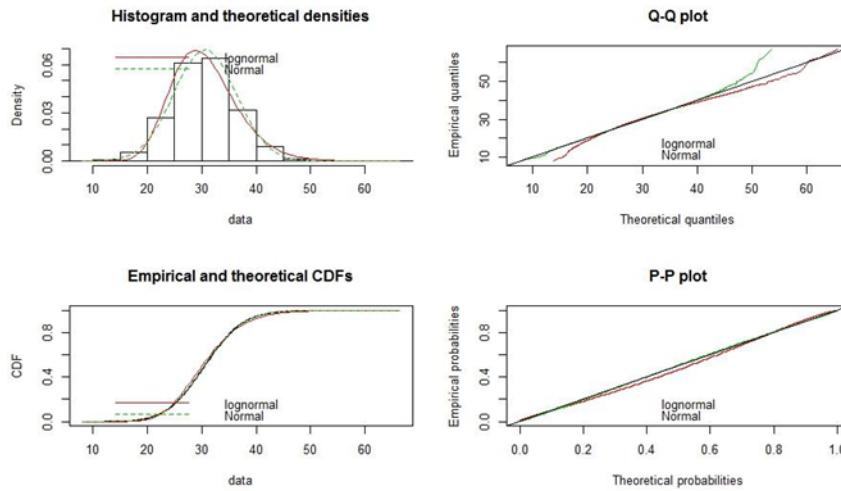 Histogram and theoretical densities
Density
0.00
0.03
0.06
lognormal
Normal
10 20 30 40 50 60
data
Q-Q plot
Empirical quantiles
10
30
50
lognormal
Normal
10 20 30 40 50 60
Theoretical quantiles
Empirical and theoretical CDFs
CDF
0.0
0.4
0.8
lognormal
Normal
10 20 30 40 50 60
data
P-P plot
Empirical probabilities
0.0
0.4
0.8
lognormal
Normal
0.0 0.2 0.4 0.6 0.8 1.0
Theoretical probabilities